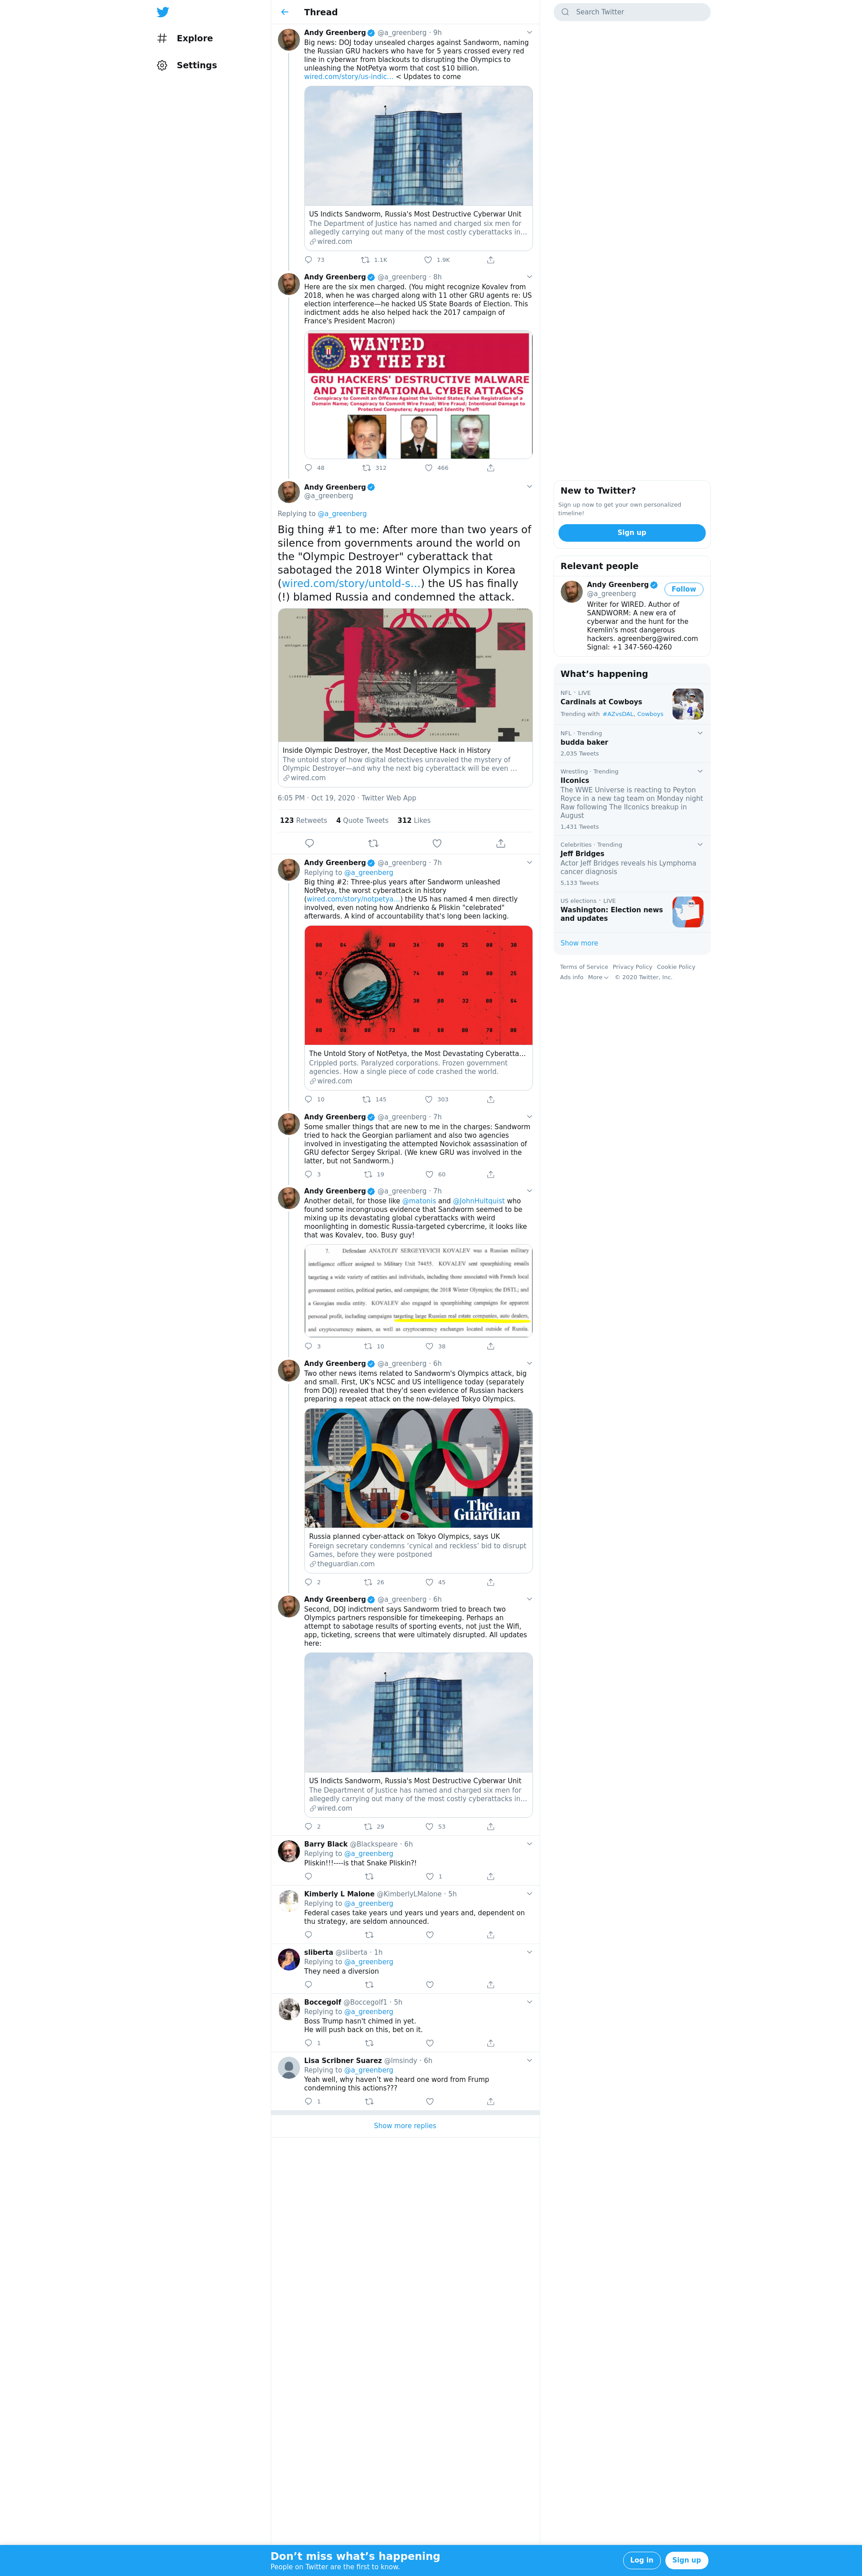 Explore
Settings
Thread
Andy Greenberg @a_greenberg · 9h
Big news: DOJ today unsealed charges against Sandworm, naming
the Russian GRU hackers who have for 5 years crossed every red
line in cyberwar from blackouts to disrupting the Olympics to
unleashing the NotPetya worm that cost $10 billion.
wired.com/story/us-indic… < Updates to come
US Indicts Sandworm, Russia's Most Destructive Cyberwar Unit
The Department of Justice has named and charged six men for
allegedly carrying out many of the most costly cyberattacks in…
wired.com
73 1.1K 1.9K
Andy Greenberg @a_greenberg · 8h
Here are the six men charged. (You might recognize Kovalev from
2018, when he was charged along with 11 other GRU agents re: US
election interference—he hacked US State Boards of Election. This
indictment adds he also helped hack the 2017 campaign of
France's President Macron)
WANTED
BY THE FBI
GRU HACKERS' DESTRUCTIVE MALWARE
AND INTERNATIONAL CYBER ATTACKS
Conspiracy to Commit an Offense Against the United States; False Registration of a
Domain Name; Conspiracy to Commit Wire Fraud; Wire Fraud; Intentional Damage to
Protected Computers; Aggravated Identity Theft
48 312 466
Andy Greenberg
@a_greenberg
Replying to @a_greenberg
Big thing #1 to me: After more than two years of
silence from governments around the world on
the "Olympic Destroyer" cyberattack that
sabotaged the 2018 Winter Olympics in Korea
(wired.com/story/untold-s…) the US has finally
(!) blamed Russia and condemned the attack.
Inside Olympic Destroyer, the Most Deceptive Hack in History
The untold story of how digital detectives unraveled the mystery of
Olympic Destroyer—and why the next big cyberattack will be even …
wired.com
6:05 PM · Oct 19, 2020 · Twitter Web App
123 Retweets 4 Quote Tweets 312 Likes
Andy Greenberg @a_greenberg · 7h
Replying to @a_greenberg
Big thing #2: Three-plus years after Sandworm unleashed
NotPetya, the worst cyberattack in history
(wired.com/story/notpetya…) the US has named 4 men directly
involved, even noting how Andrienko & Pliskin "celebrated"
afterwards. A kind of accountability that's long been lacking.
The Untold Story of NotPetya, the Most Devastating Cyberatta…
Crippled ports. Paralyzed corporations. Frozen government
agencies. How a single piece of code crashed the world.
wired.com
10 145 303
Andy Greenberg @a_greenberg · 7h
Some smaller things that are new to me in the charges: Sandworm
tried to hack the Georgian parliament and also two agencies
involved in investigating the attempted Novichok assassination of
GRU defector Sergey Skripal. (We knew GRU was involved in the
latter, but not Sandworm.)
3 19 60
Andy Greenberg @a_greenberg · 7h
Another detail, for those like @matonis and @JohnHultquist who
found some incongruous evidence that Sandworm seemed to be
mixing up its devastating global cyberattacks with weird
moonlighting in domestic Russia-targeted cybercrime, it looks like
that was Kovalev, too. Busy guy!
7. Defendant ANATOLIY SERGEYEVICH KOVALEV was a Russian military
intelligence officer assigned to Military Unit 74455. KOVALEV sent spearphishing emails
targeting a wide variety of entities and individuals, including those associated with French local
government entities, political parties, and campaigns; the 2018 Winter Olympics; the DSTL; and
a Georgian media entity. KOVALEV also engaged in spearphishing campaigns for apparent
personal profit, including campaigns targeting large Russian real estate companies, auto dealers,
and cryptocurrency miners, as well as cryptocurrency exchanges located outside of Russia.
3 10 38
Andy Greenberg @a_greenberg · 6h
Two other news items related to Sandworm's Olympics attack, big
and small. First, UK's NCSC and US intelligence today (separately
from DOJ) revealed that they'd seen evidence of Russian hackers
preparing a repeat attack on the now-delayed Tokyo Olympics.
The
Guardian
Russia planned cyber-attack on Tokyo Olympics, says UK
Foreign secretary condemns 'cynical and reckless' bid to disrupt
Games, before they were postponed
theguardian.com
2 26 45
Andy Greenberg @a_greenberg · 6h
Second, DOJ indictment says Sandworm tried to breach two
Olympics partners responsible for timekeeping. Perhaps an
attempt to sabotage results of sporting events, not just the Wifi,
app, ticketing, screens that were ultimately disrupted. All updates
here:
US Indicts Sandworm, Russia's Most Destructive Cyberwar Unit
The Department of Justice has named and charged six men for
allegedly carrying out many of the most costly cyberattacks in…
wired.com
2 29 53
Barry Black @Blackspeare · 6h
Replying to @a_greenberg
Pliskin!!!----is that Snake Pliskin?!
1
Kimberly L Malone @KimberlyLMalone · 5h
Replying to @a_greenberg
Federal cases take years und years und years and, dependent on
thu strategy, are seldom announced.
sliberta @sliberta · 1h
Replying to @a_greenberg
They need a diversion
Boccegolf @Boccegolf1 · 5h
Replying to @a_greenberg
Boss Trump hasn't chimed in yet.
He will push back on this, bet on it.
1
Lisa Scribner Suarez @lmsindy · 6h
Replying to @a_greenberg
Yeah well, why haven't we heard one word from Frump
condemning this actions???
1
Show more replies
Search Twitter
New to Twitter?
Sign up now to get your own personalized
timeline!
Sign up
Relevant people
Andy Greenberg
@a_greenberg
Follow
Writer for WIRED. Author of
SANDWORM: A new era of
cyberwar and the hunt for the
Kremlin's most dangerous
hackers. agreenberg@wired.com
Signal: +1 347-560-4260
What's happening
NFL · LIVE
Cardinals at Cowboys
Trending with #AZvsDAL, Cowboys
NFL · Trending
budda baker
2,035 Tweets
Wrestling · Trending
IIconics
The WWE Universe is reacting to Peyton
Royce in a new tag team on Monday night
Raw following The IIconics breakup in
August
1,431 Tweets
Celebrities · Trending
Jeff Bridges
Actor Jeff Bridges reveals his Lymphoma
cancer diagnosis
5,133 Tweets
US elections · LIVE
Washington: Election news
and updates
Show more
Terms of Service Privacy Policy Cookie Policy
Ads info More © 2020 Twitter, Inc.
Don't miss what's happening
People on Twitter are the first to know.
Log in
Sign up